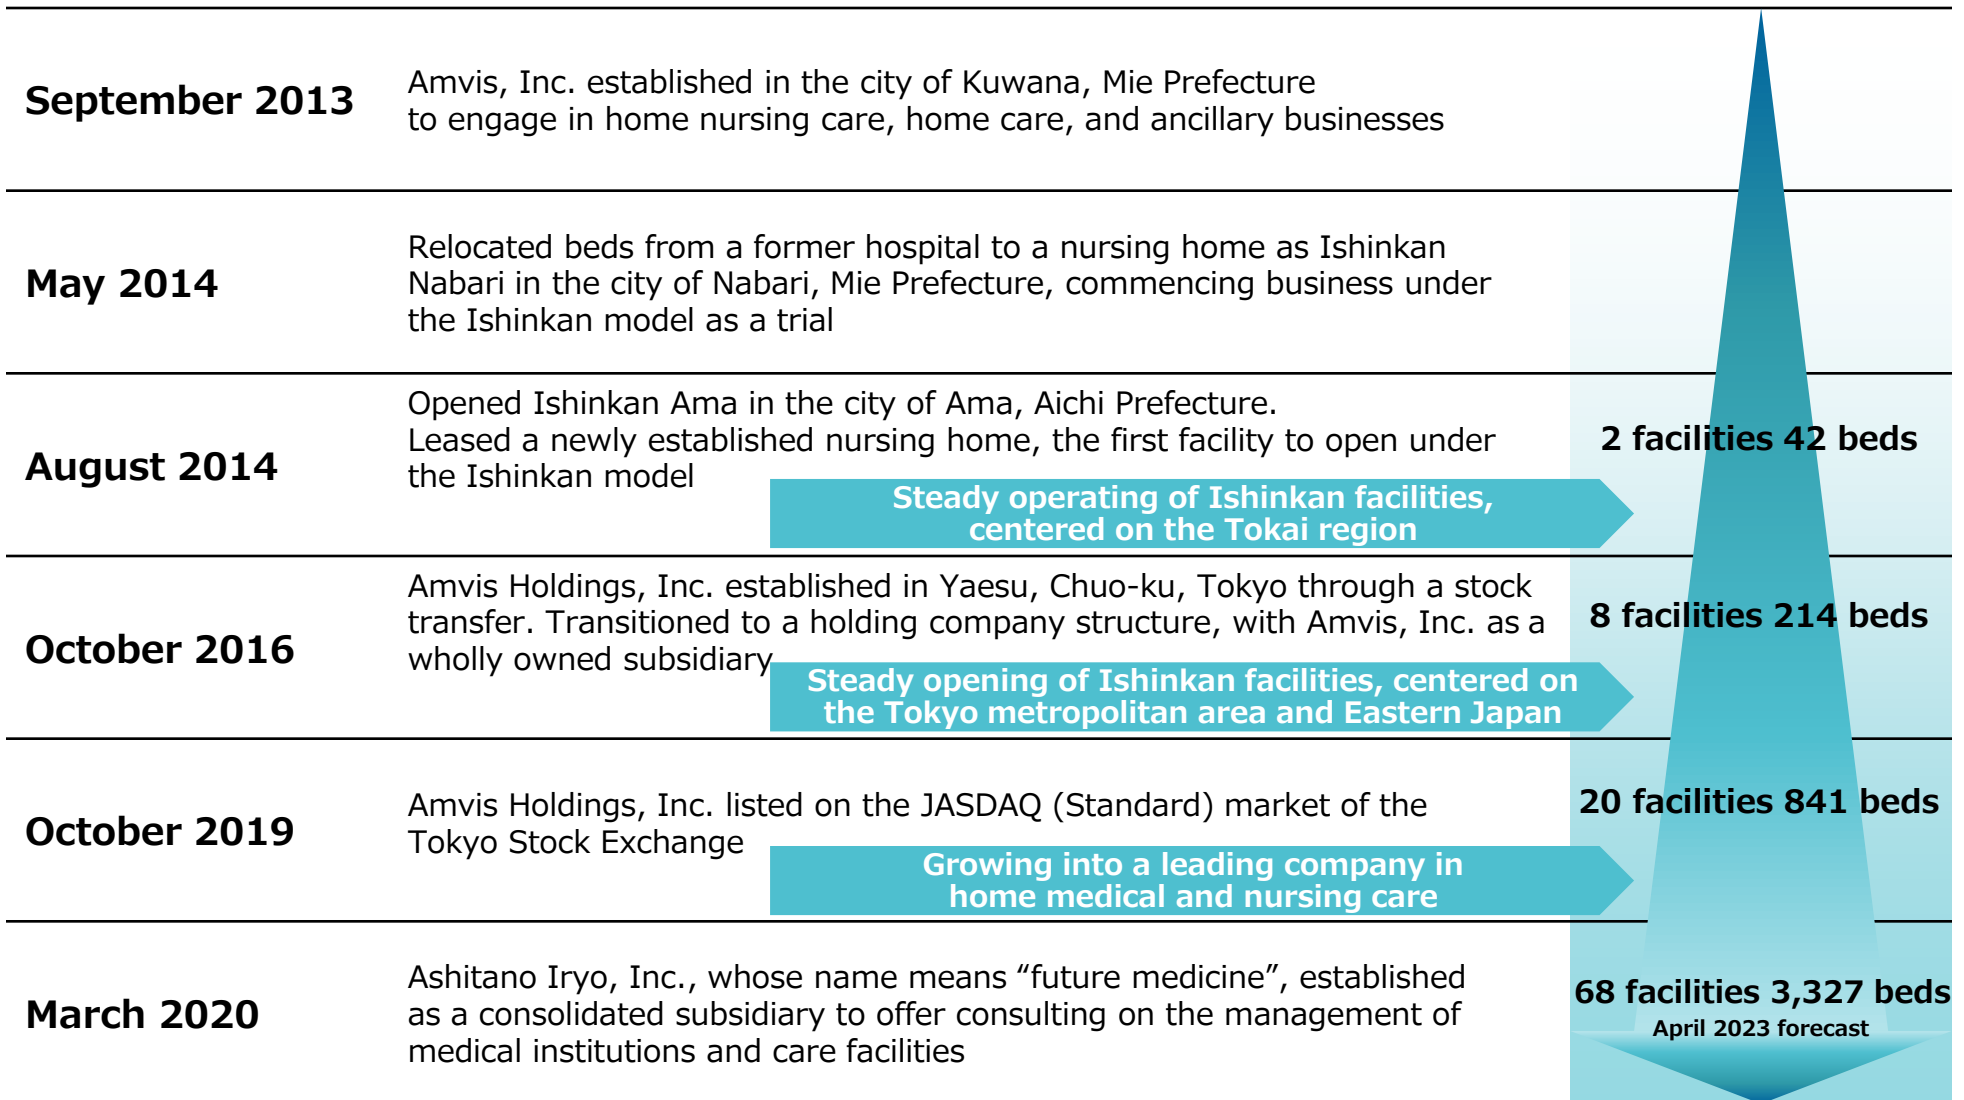 September 2013
Amvis, Inc. established in the city of Kuwana, Mie Prefecture
to engage in home nursing care, home care, and ancillary businesses
May 2014
Relocated beds from a former hospital to a nursing home as Ishinkan
Nabari in the city of Nabari, Mie Prefecture, commencing business under
the Ishinkan model as a trial
August 2014
Opened Ishinkan Ama in the city of Ama, Aichi Prefecture.
Leased a newly established nursing home, the first facility to open under
the Ishinkan model
2 facilities 42 beds
Steady operating of Ishinkan facilities,
centered on the Tokai region
October 2016
Amvis Holdings, Inc. established in Yaesu, Chuo-ku, Tokyo through a stock
transfer. Transitioned to a holding company structure, with Amvis, Inc. as a
wholly owned subsidiary
8 facilities 214 beds
Steady opening of Ishinkan facilities, centered on
the Tokyo metropolitan area and Eastern Japan
October 2019
Amvis Holdings, Inc. listed on the JASDAQ (Standard) market of the
Tokyo Stock Exchange
20 facilities 841 beds
Growing into a leading company in
home medical and nursing care
March 2020
Ashitano Iryo, Inc., whose name means “future medicine”, established
as a consolidated subsidiary to offer consulting on the management of
medical institutions and care facilities
68 facilities 3,327 beds
April 2023 forecast